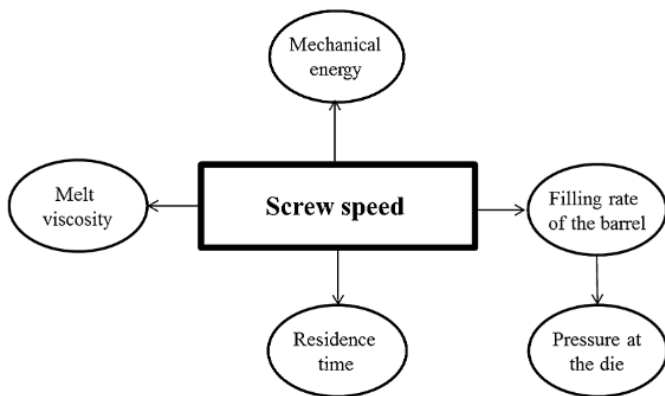 Mechanical
energy
Melt
viscosity
Screw speed
Filling rate
of the barrel
Residence
time
Pressure at
the die